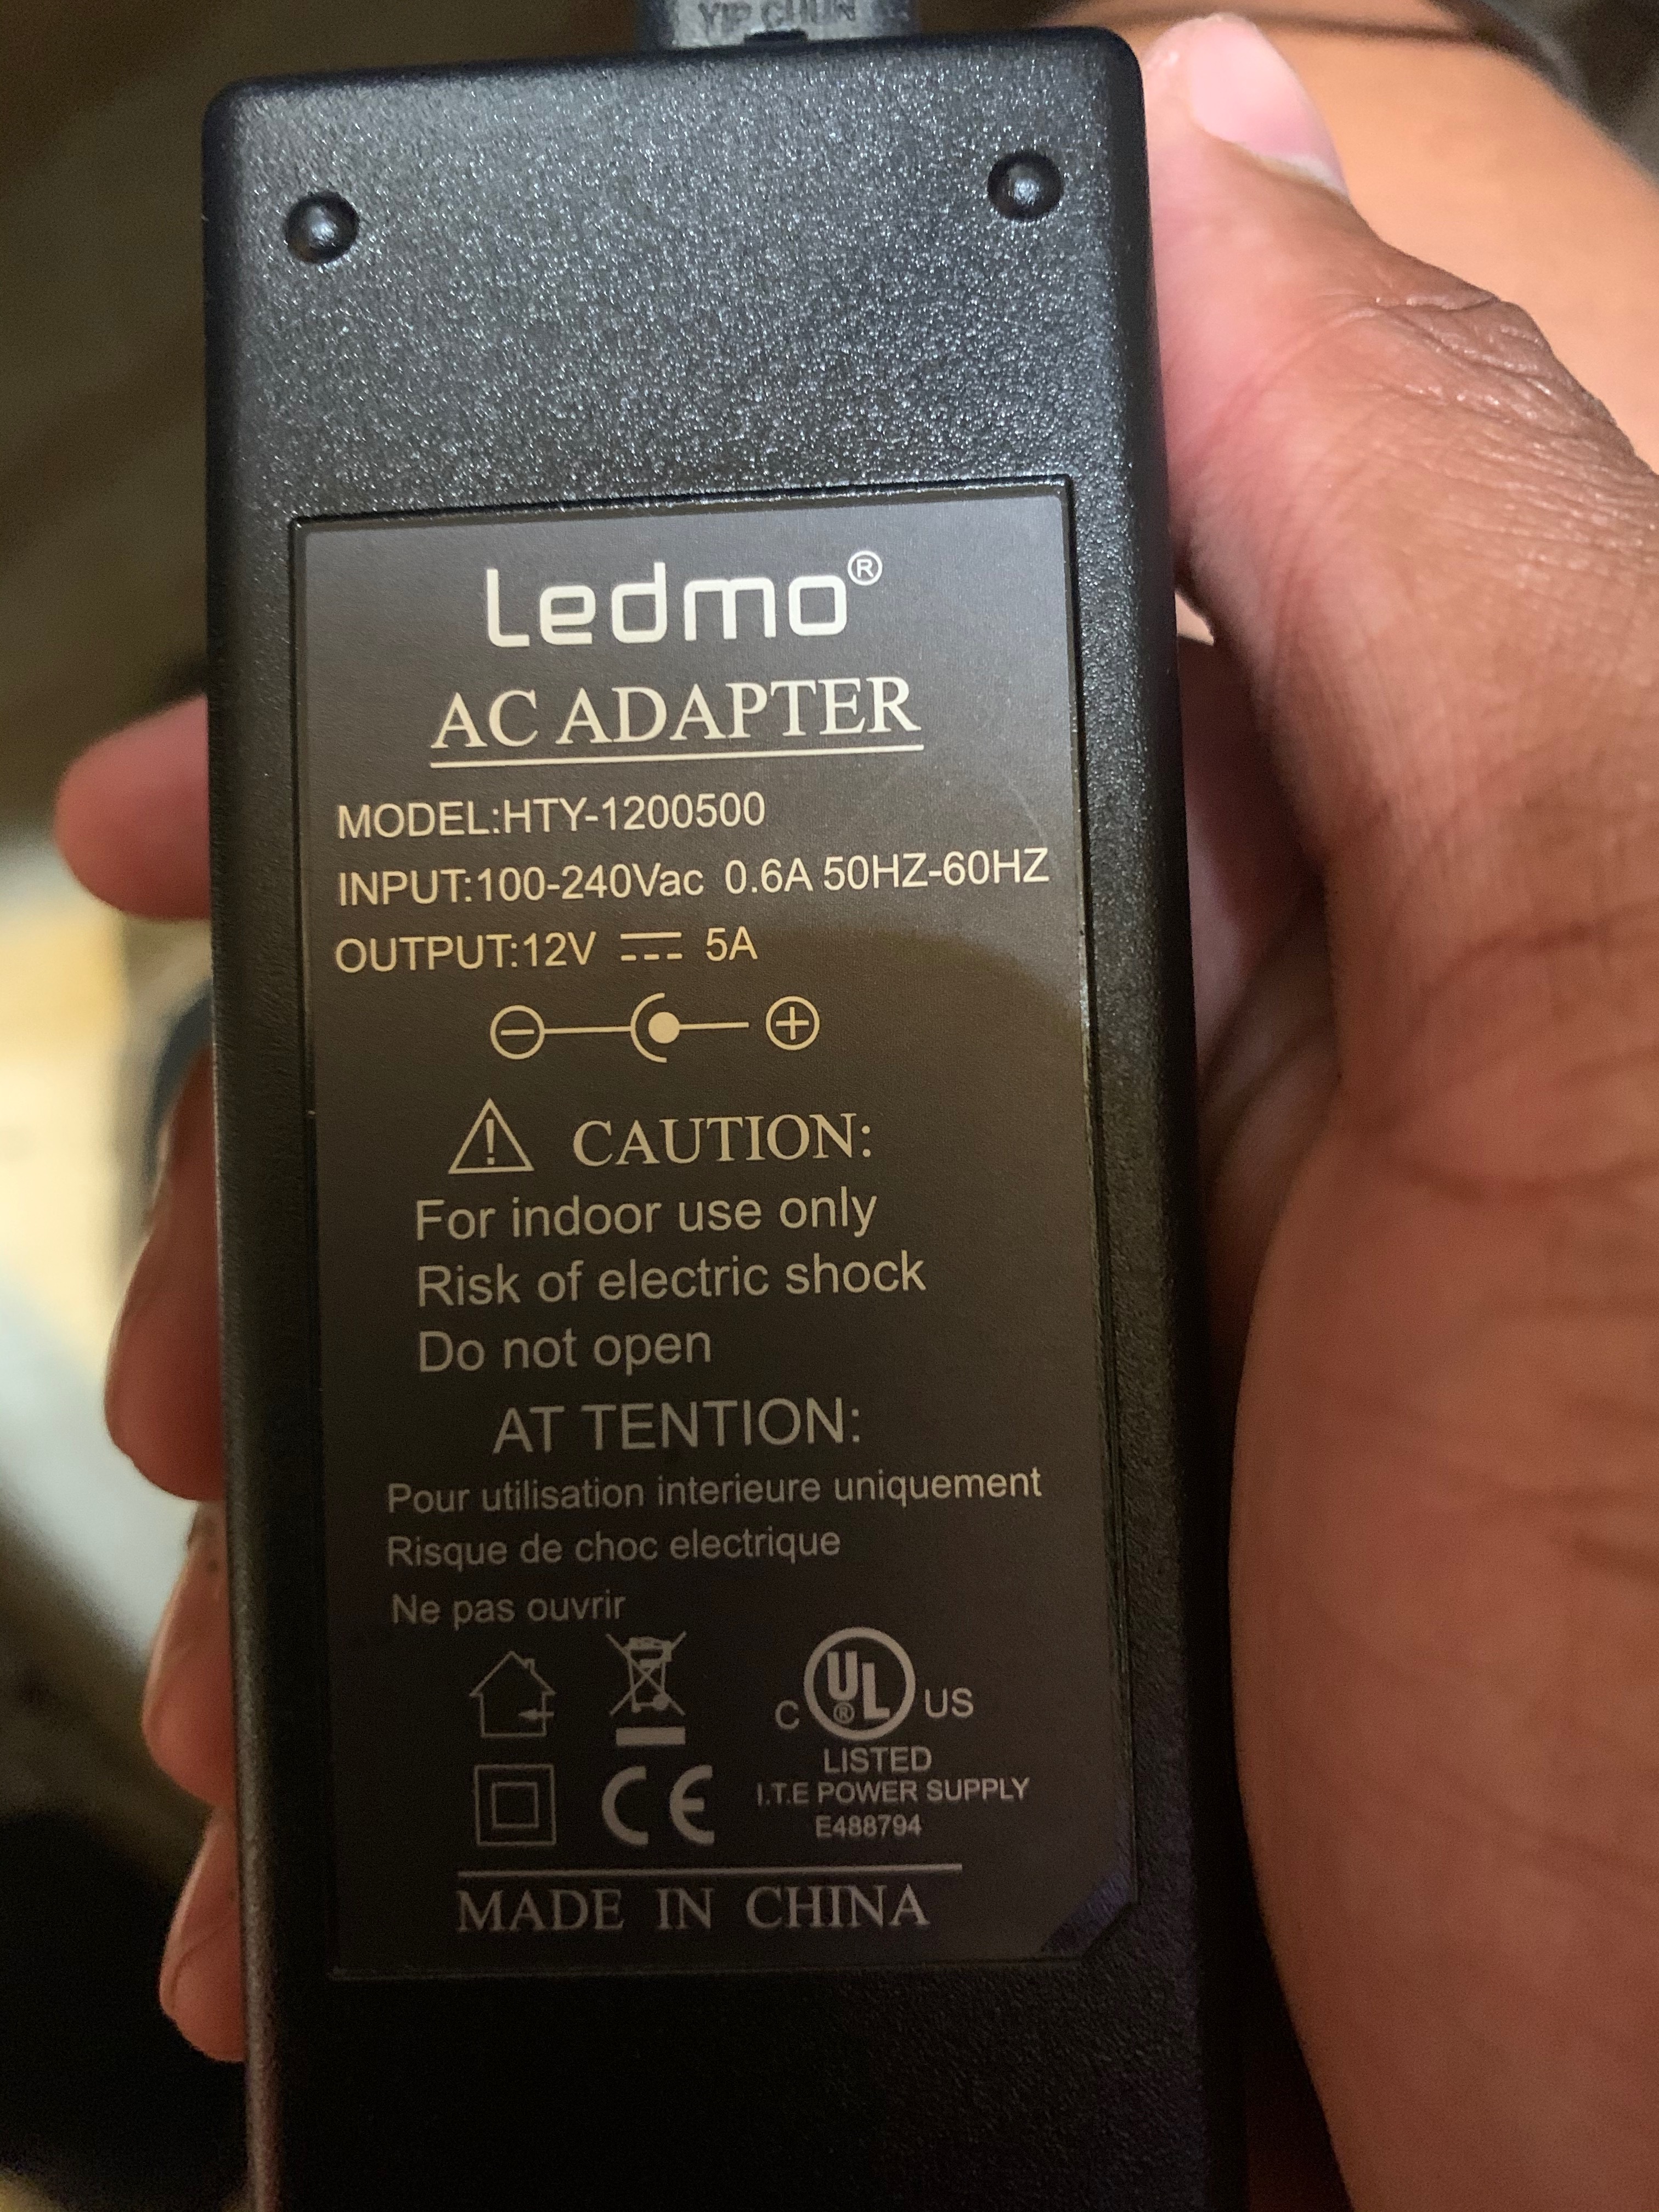 YIP CHUN
Ledmo®
AC ADAPTER
MODEL:HTY-1200500
INPUT:100-240Vac 0.6A 50HZ-60HZ
OUTPUT:12V ⎓ 5A
CAUTION:
For indoor use only
Risk of electric shock
Do not open
AT TENTION:
Pour utilisation interieure uniquement
Risque de choc electrique
Ne pas ouvrir
C UL® US
LISTED
CE
I.T.E POWER SUPPLY
E488794
MADE IN CHINA